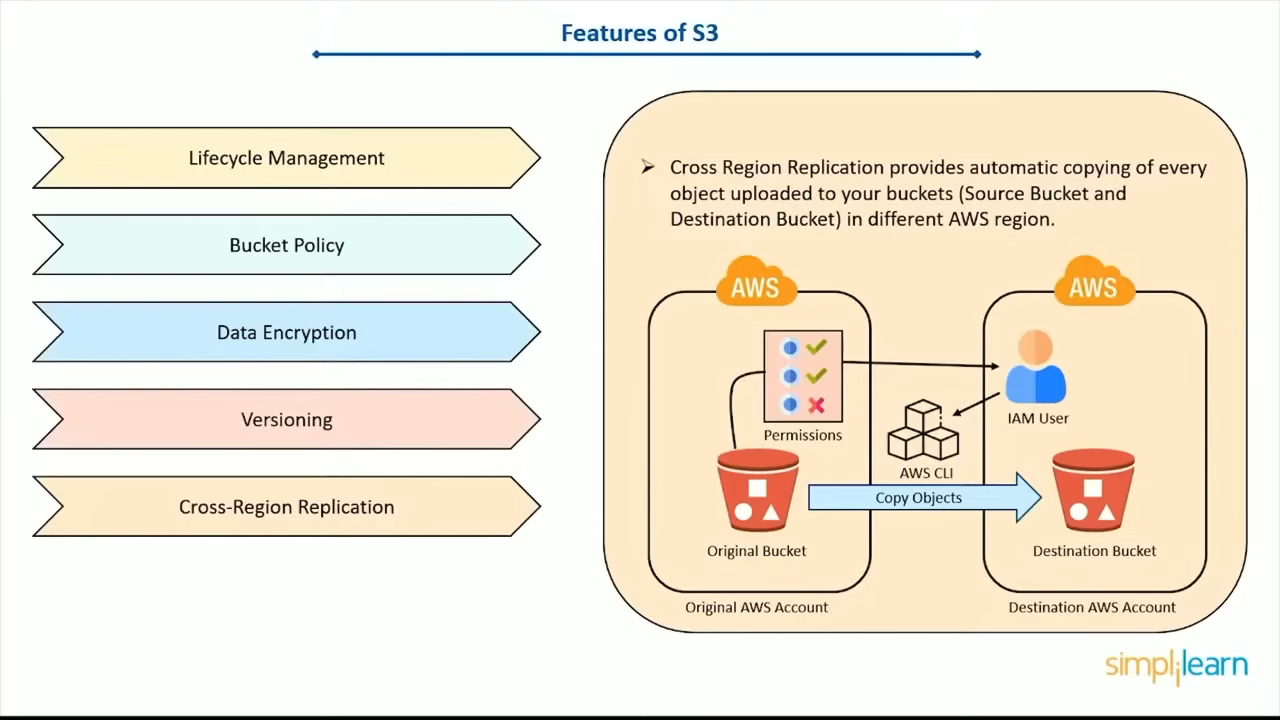 Features of S3
Lifecycle Management
Bucket Policy
Data Encryption
Versioning
Cross-Region Replication
Cross Region Replication provides automatic copying of every
object uploaded to your buckets (Source Bucket and
Destination Bucket) in different AWS region.
AWS
AWS
Permissions
IAM User
AWS CLI
Copy Objects
Original Bucket
Destination Bucket
Original AWS Account
Destination AWS Account
simplilearn